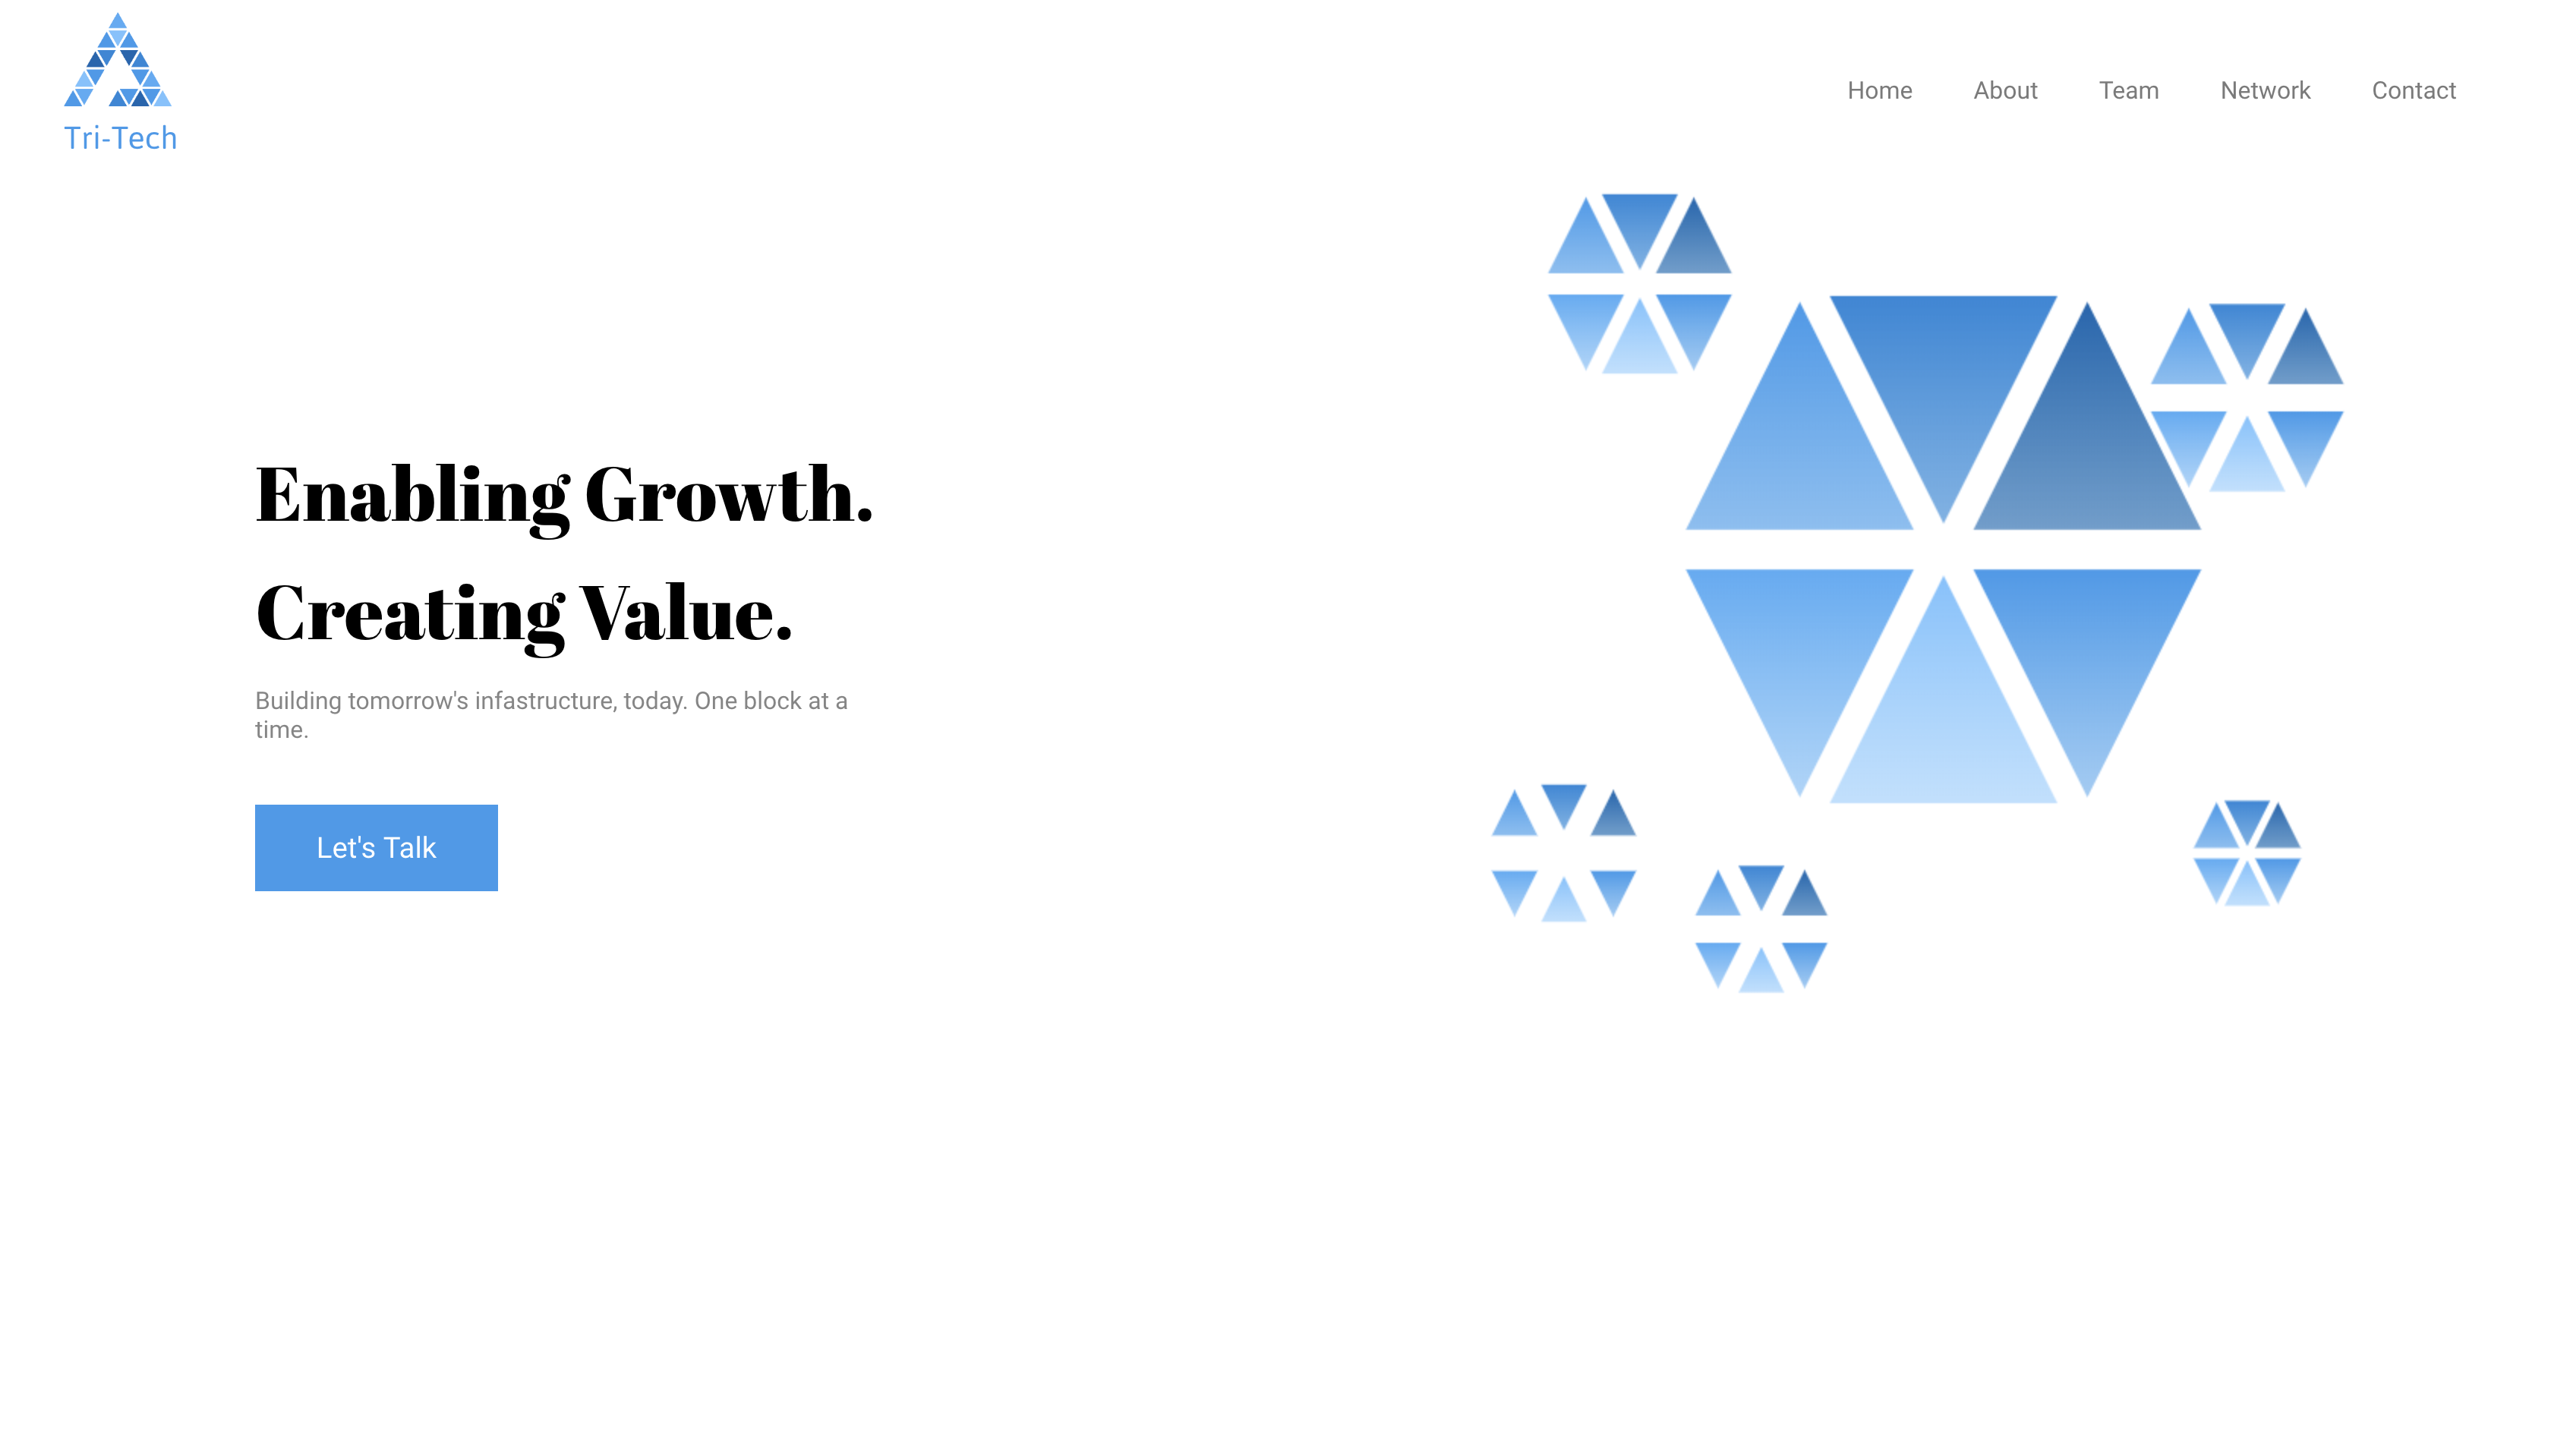 Tri-Tech
Home About Team Network Contact
Enabling Growth.
Creating Value.
Building tomorrow's infastructure, today. One block at a
time.
Let's Talk